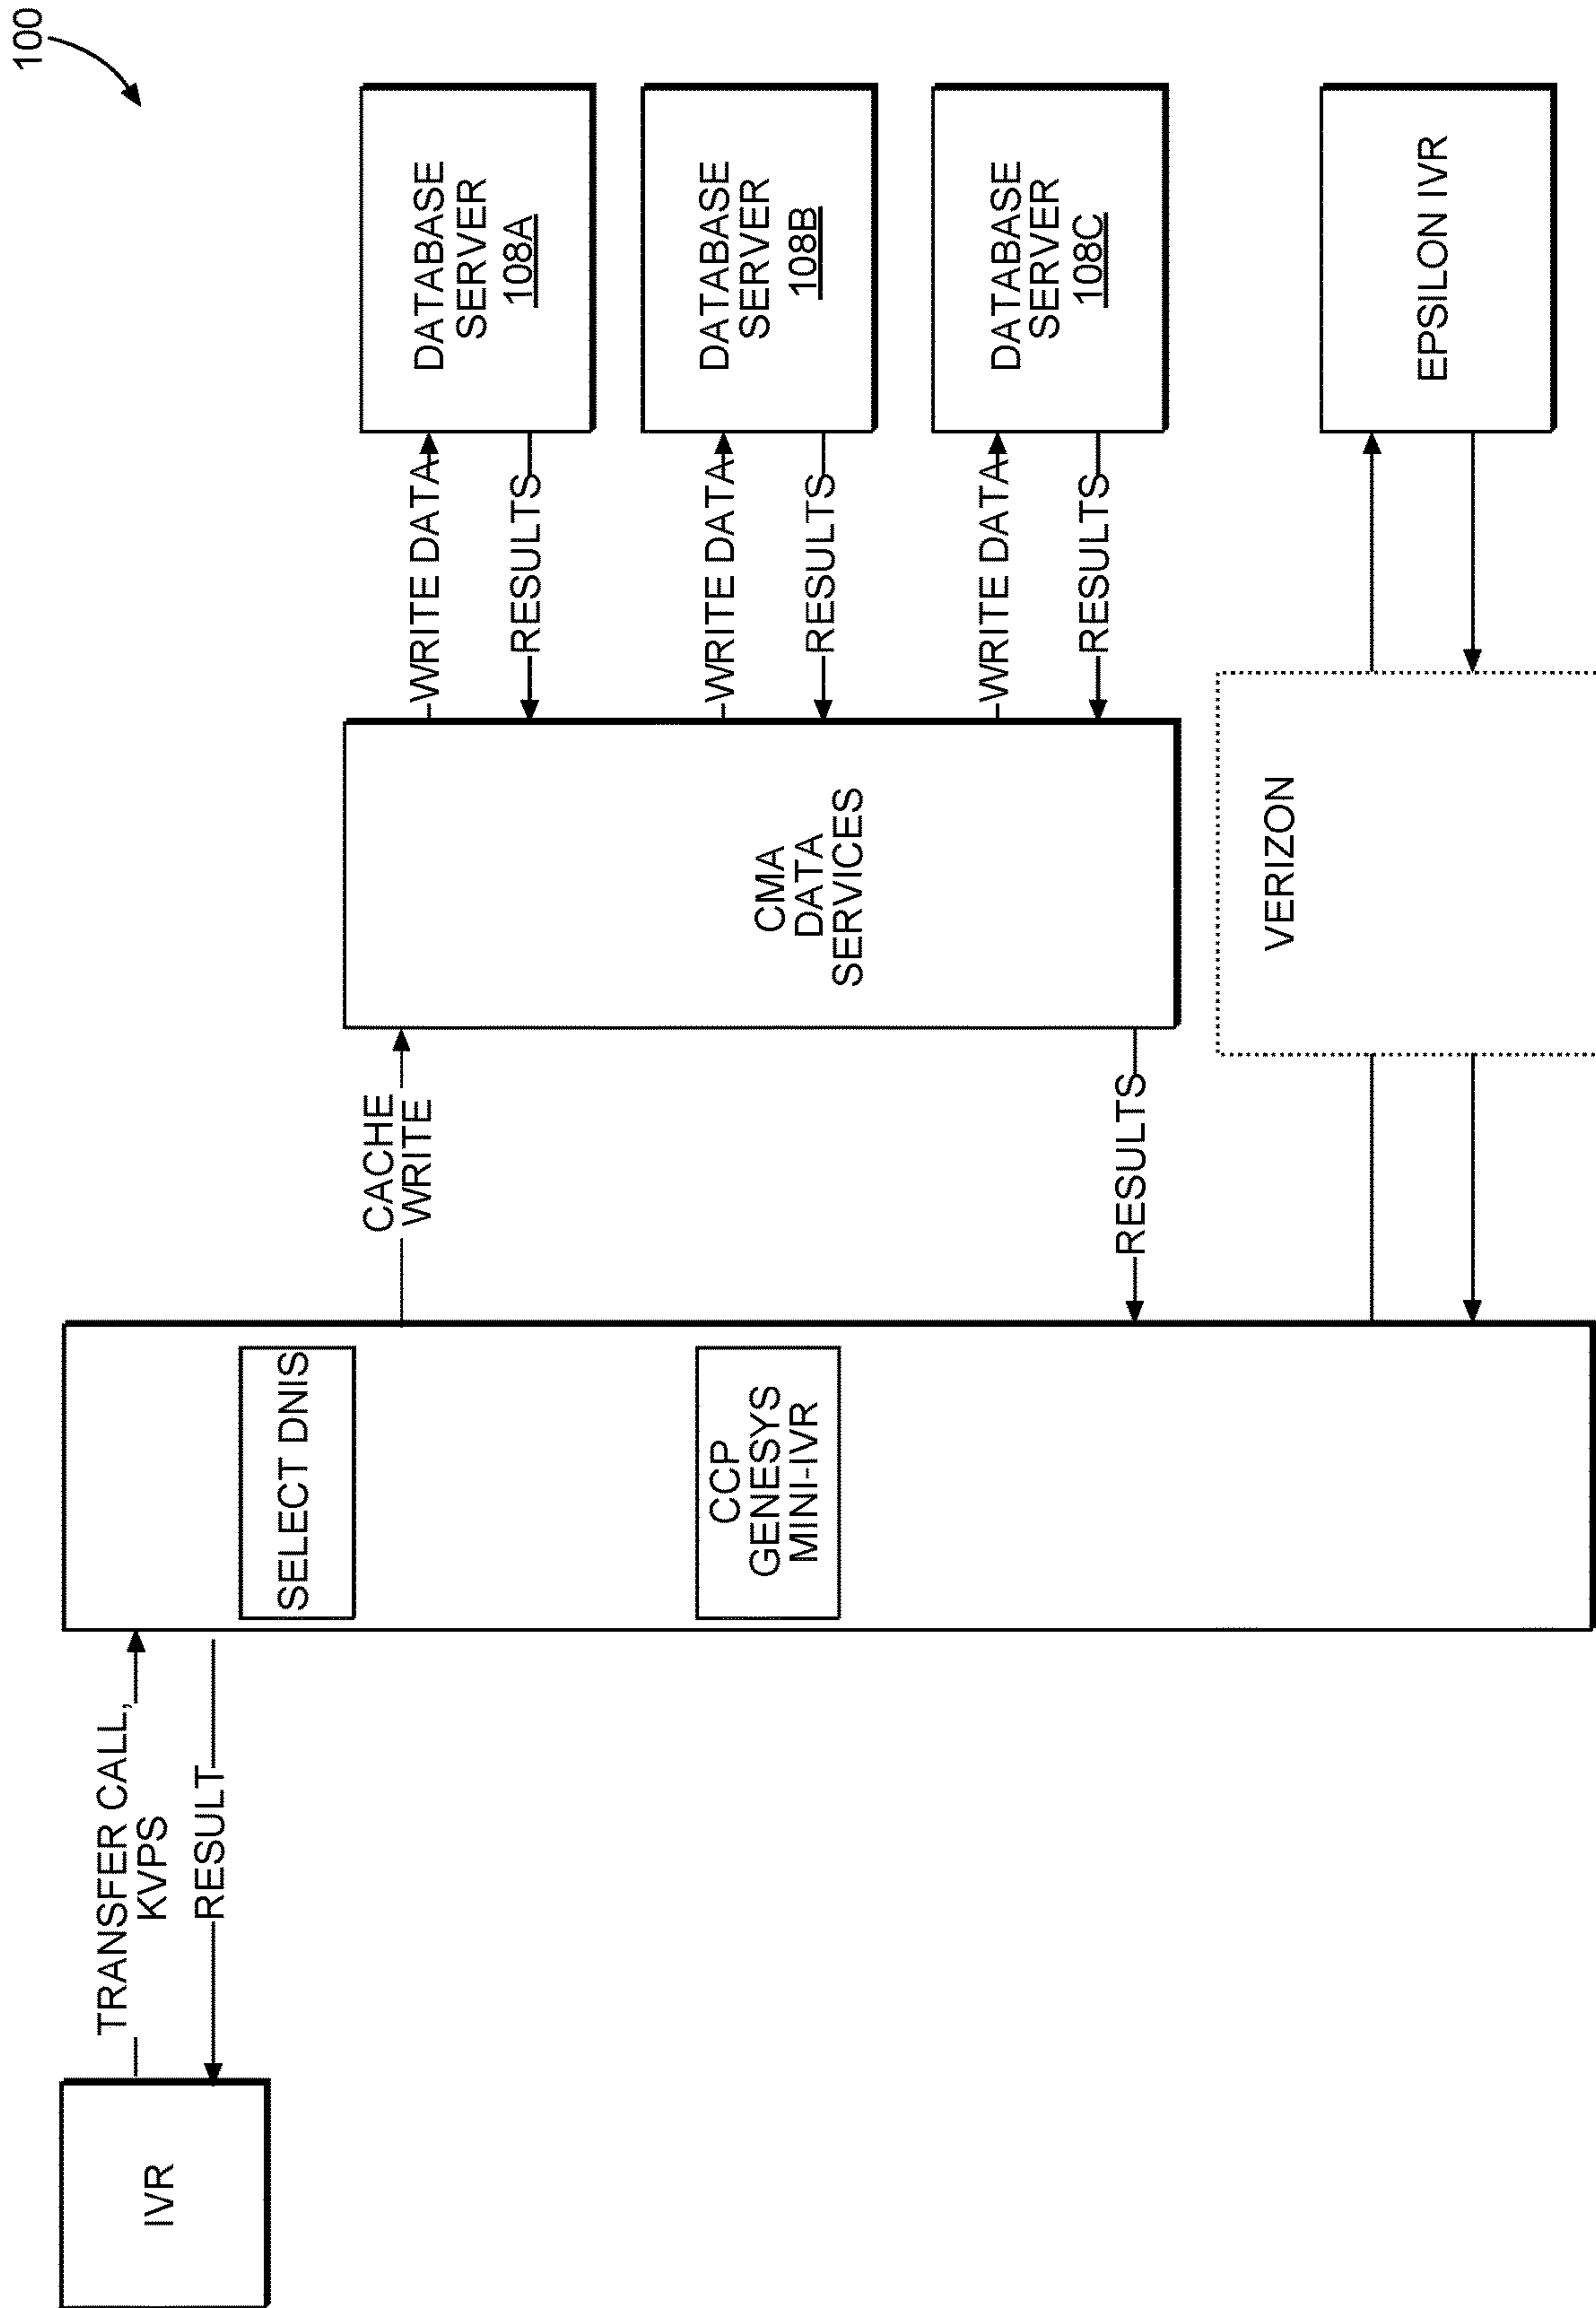 100
IVR
TRANSFER CALL,
KVPS
RESULT
SELECT DNIS
CCP
GENESYS
MINI-IVR
CACHE
WRITE
RESULTS
CMA
DATA
SERVICES
WRITE DATA
RESULTS
WRITE DATA
RESULTS
WRITE DATA
RESULTS
DATABASE
SERVER
108A
DATABASE
SERVER
108B
DATABASE
SERVER
108C
VERIZON
EPSILON IVR